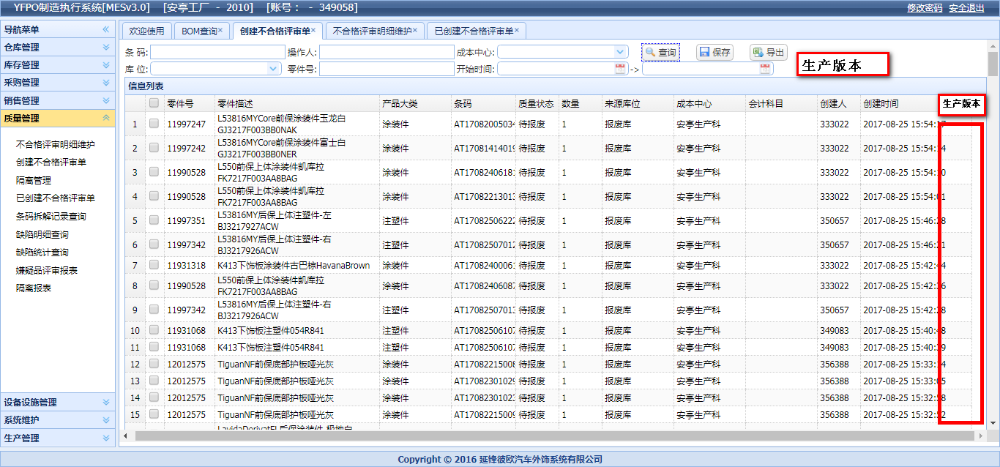 YFPO制造执行系统[MESv3.0] [安亭工厂 - 2010] [账号： - 349058] 修改密码 安全退出
导航菜单
仓库管理
库存管理
采购管理
销售管理
质量管理
不合格评审明细维护
创建不合格评审单
隔离管理
已创建不合格评审单
条码拆解记录查询
缺陷明细查询
缺陷统计查询
嫌疑品评审报表
隔离报表
设备设施管理
系统维护
生产管理
欢迎使用 BOM查询 创建不合格评审单 不合格评审明细维护 已创建不合格评审单
条 码: 操作人: 成本中心: 查询 保存 导出
库 位: 零件号: 开始时间: ->
生产版本
信息列表
零件号 零件描述 产品大类 条码 质量状态 数量 来源库位 成本中心 会计科目 创建人 创建时间 生产版本
1 11997247 L53816MYCore前保涂装件玉龙白 GJ3217F003BB0NAK 涂装件 AT17082005034 待报废 1 报废库 安亭生产科 333022 2017-08-25 15:54:17
2 11997242 L53816MYCore前保涂装件富士白 GJ3217F003BB0NER 涂装件 AT17081414019 待报废 1 报废库 安亭生产科 333022 2017-08-25 15:54:14
3 11990528 L550前保上体涂装件凯库拉 FK7217F003AA8BAG 涂装件 AT17082406181 待报废 1 报废库 安亭生产科 333022 2017-08-25 15:54:10
4 11990528 L550前保上体涂装件凯库拉 FK7217F003AA8BAG 涂装件 AT17082213013 待报废 1 报废库 安亭生产科 333022 2017-08-25 15:54:01
5 11997351 L53816MY后保上体注塑件-左 BJ3217927ACW 注塑件 AT17082506222 待报废 1 报废库 安亭生产科 350657 2017-08-25 15:46:28
6 11997342 L53816MY后保上体注塑件-右 BJ3217926ACW 注塑件 AT17082507012 待报废 1 报废库 安亭生产科 350657 2017-08-25 15:46:21
7 11931318 K413下饰板涂装件古巴棕HavanaBrown 涂装件 AT17082400061 待报废 1 报废库 安亭生产科 333022 2017-08-25 15:42:44
8 11990528 L550前保上体涂装件凯库拉 FK7217F003AA8BAG 涂装件 AT17082406087 待报废 1 报废库 安亭生产科 333022 2017-08-25 15:42:36
9 11997342 L53816MY后保上体注塑件-右 BJ3217926ACW 注塑件 AT17082507013 待报废 1 报废库 安亭生产科 350657 2017-08-25 15:42:28
10 11931068 K413下饰板注塑件054R841 注塑件 AT17082506107 待报废 1 报废库 安亭生产科 349083 2017-08-25 15:40:48
11 11931068 K413下饰板注塑件054R841 注塑件 AT17082506107 待报废 1 报废库 安亭生产科 349083 2017-08-25 15:40:39
12 12012575 TiguanNF前保底部护板哑光灰 涂装件 AT17082215008 待报废 1 报废库 安亭生产科 356388 2017-08-25 15:33:14
13 12012575 TiguanNF前保底部护板哑光灰 涂装件 AT17082301029 待报废 1 报废库 安亭生产科 356388 2017-08-25 15:33:05
14 12012575 TiguanNF前保底部护板哑光灰 涂装件 AT17082301023 待报废 1 报废库 安亭生产科 356388 2017-08-25 15:32:58
15 12012575 TiguanNF前保底部护板哑光灰 涂装件 AT17082215009 待报废 1 报废库 安亭生产科 356388 2017-08-25 15:32:52
Copyright © 2016 延锋彼欧汽车外饰系统有限公司